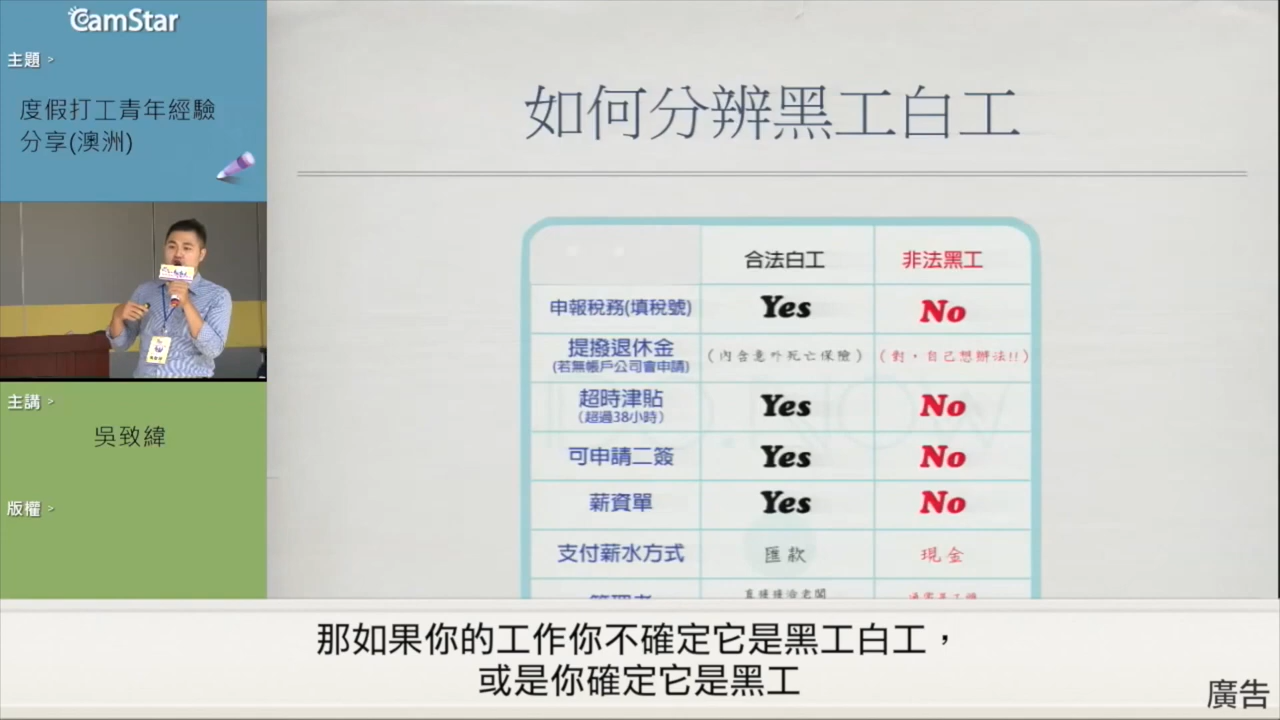 CamStar
主題 >
度假打工青年經驗
分享(澳洲)
主講 >
吳致緯
版權 >
如何分辨黑工白工
合法白工 非法黑工
申報稅務(填稅號) Yes No
提撥退休金 (內含意外死亡保險) (對,自己想辦法!!)
(若無帳戶公司會申請)
超時津貼 Yes No
(超過38小時)
可申請二簽 Yes No
薪資單 Yes No
支付薪水方式 匯款 現金
那如果你的工作你不確定它是黑工白工,
或是你確定它是黑工
廣告